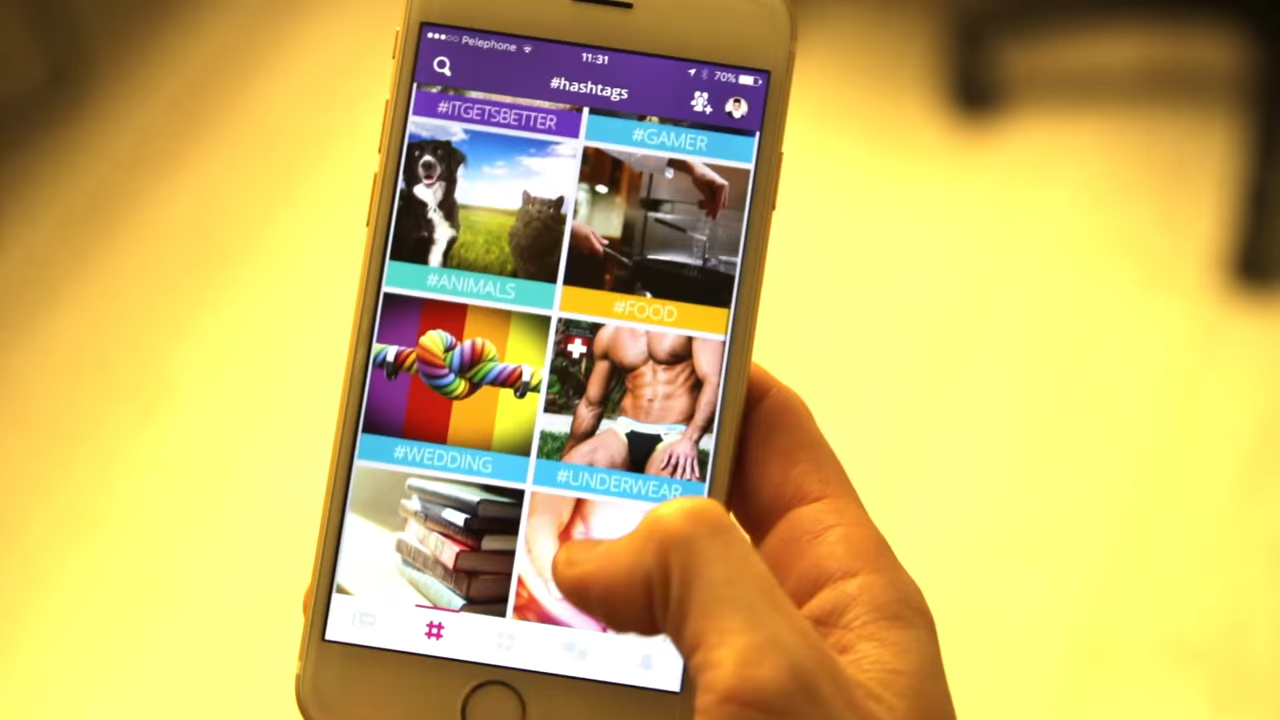 Pelephone
11:31
70%
#hashtags
#ITGETSBETTER
#GAMER
#ANIMALS
#FOOD
#WEDDING
#UNDERWEAR